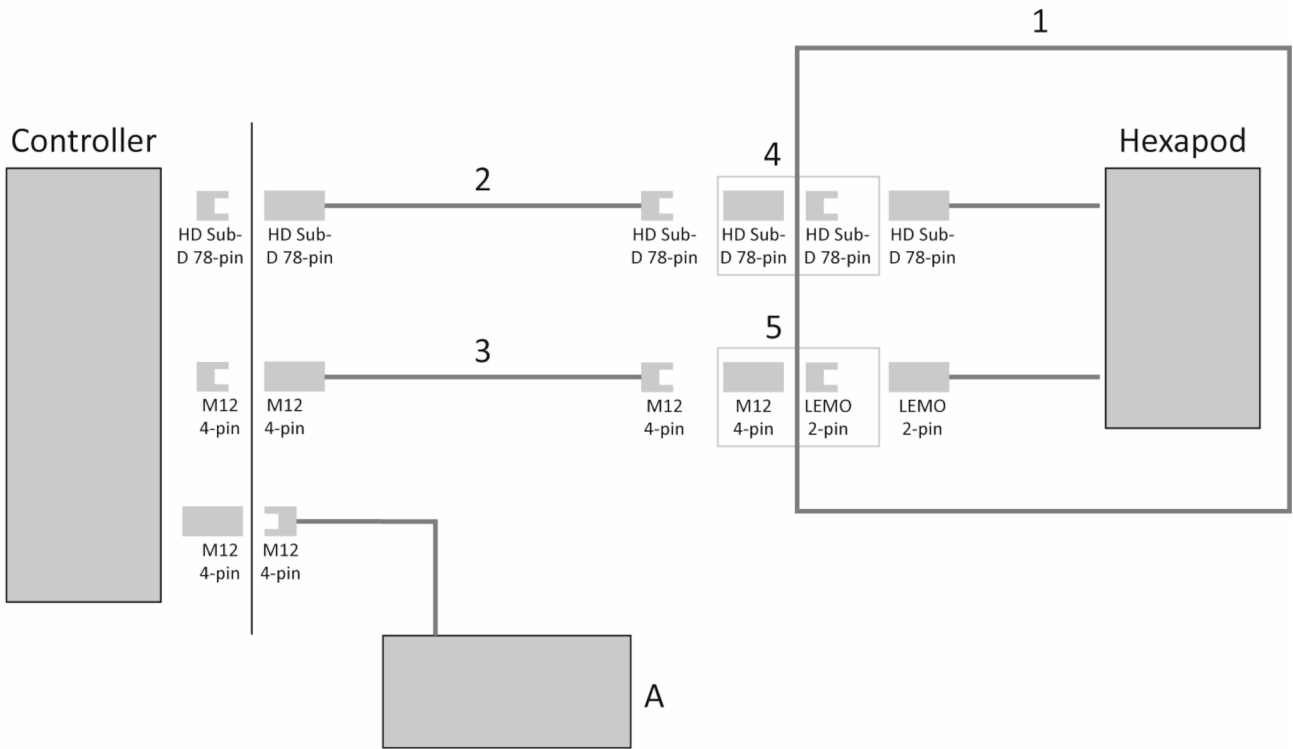 1
Controller
Hexapod
2
4
HD Sub-
D 78-pin
HD Sub-
D 78-pin
HD Sub-
D 78-pin
HD Sub-
D 78-pin
HD Sub-
D 78-pin
HD Sub-
D 78-pin
3
5
M12
4-pin
M12
4-pin
M12
4-pin
M12
4-pin
LEMO
2-pin
LEMO
2-pin
M12
4-pin
M12
4-pin
A